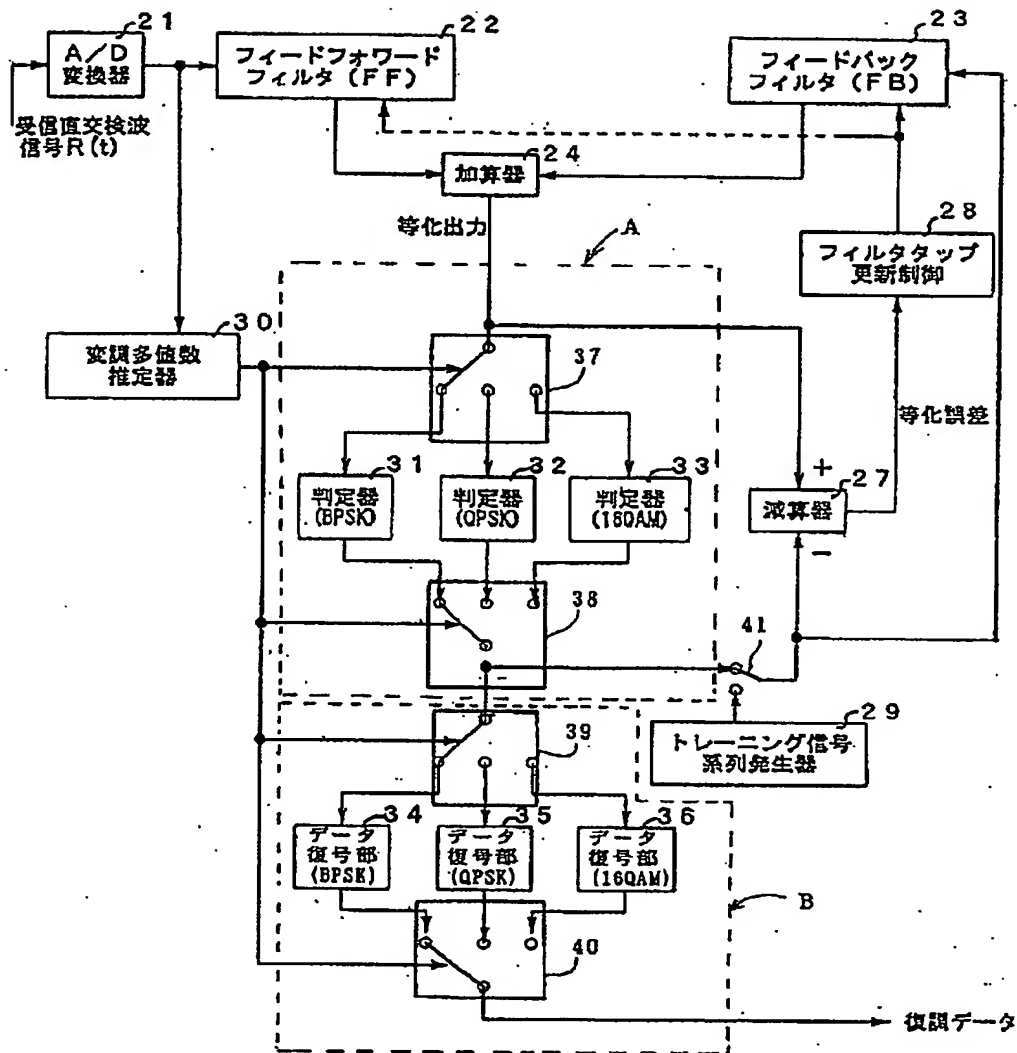 21
A/D
変換器
22
フィードフォワード
フィルタ(FF)
23
フィードバック
フィルタ(FB)
受信直交検波
信号R(t)
24
加算器
等化出力
A
28
フィルタタップ
更新制御
30
変調多値数
推定器
37
等化誤差
31
判定器
(BPSK)
32
判定器
(QPSK)
33
判定器
(16QAM)
+
27
減算器
−
38
41
29
トレーニング信号
系列発生器
39
34
データ
復号部
(BPSK)
35
データ
復号部
(QPSK)
36
データ
復号部
(16QAM)
B
40
復調データ